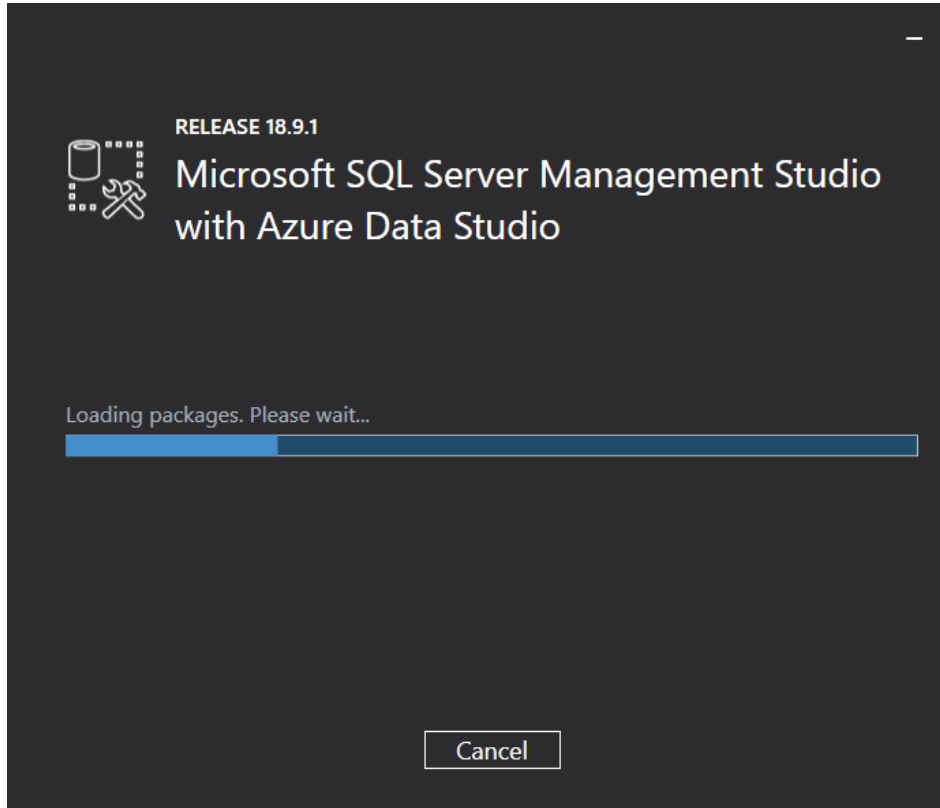 RELEASE 18.9.1
Microsoft SQL Server Management Studio
with Azure Data Studio
Loading packages. Please wait...
Cancel